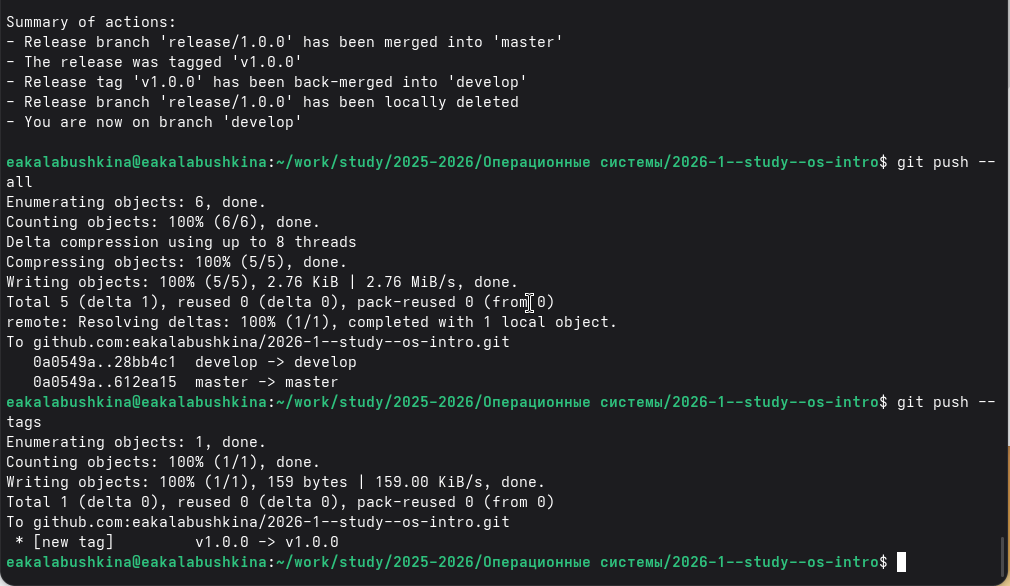 Summary of actions:
- Release branch 'release/1.0.0' has been merged into 'master'
- The release was tagged 'v1.0.0'
- Release tag 'v1.0.0' has been back-merged into 'develop'
- Release branch 'release/1.0.0' has been locally deleted
- You are now on branch 'develop'
eakalabushkina@eakalabushkina:~/work/study/2025-2026/Операционные системы/2026-1--study--os-intro$ git push --
all
Enumerating objects: 6, done.
Counting objects: 100% (6/6), done.
Delta compression using up to 8 threads
Compressing objects: 100% (5/5), done.
Writing objects: 100% (5/5), 2.76 KiB | 2.76 MiB/s, done.
Total 5 (delta 1), reused 0 (delta 0), pack-reused 0 (from 0)
remote: Resolving deltas: 100% (1/1), completed with 1 local object.
To github.com:eakalabushkina/2026-1--study--os-intro.git
   0a0549a..28bb4c1  develop -> develop
   0a0549a..612ea15  master -> master
eakalabushkina@eakalabushkina:~/work/study/2025-2026/Операционные системы/2026-1--study--os-intro$ git push --
tags
Enumerating objects: 1, done.
Counting objects: 100% (1/1), done.
Writing objects: 100% (1/1), 159 bytes | 159.00 KiB/s, done.
Total 1 (delta 0), reused 0 (delta 0), pack-reused 0 (from 0)
To github.com:eakalabushkina/2026-1--study--os-intro.git
 * [new tag]         v1.0.0 -> v1.0.0
eakalabushkina@eakalabushkina:~/work/study/2025-2026/Операционные системы/2026-1--study--os-intro$